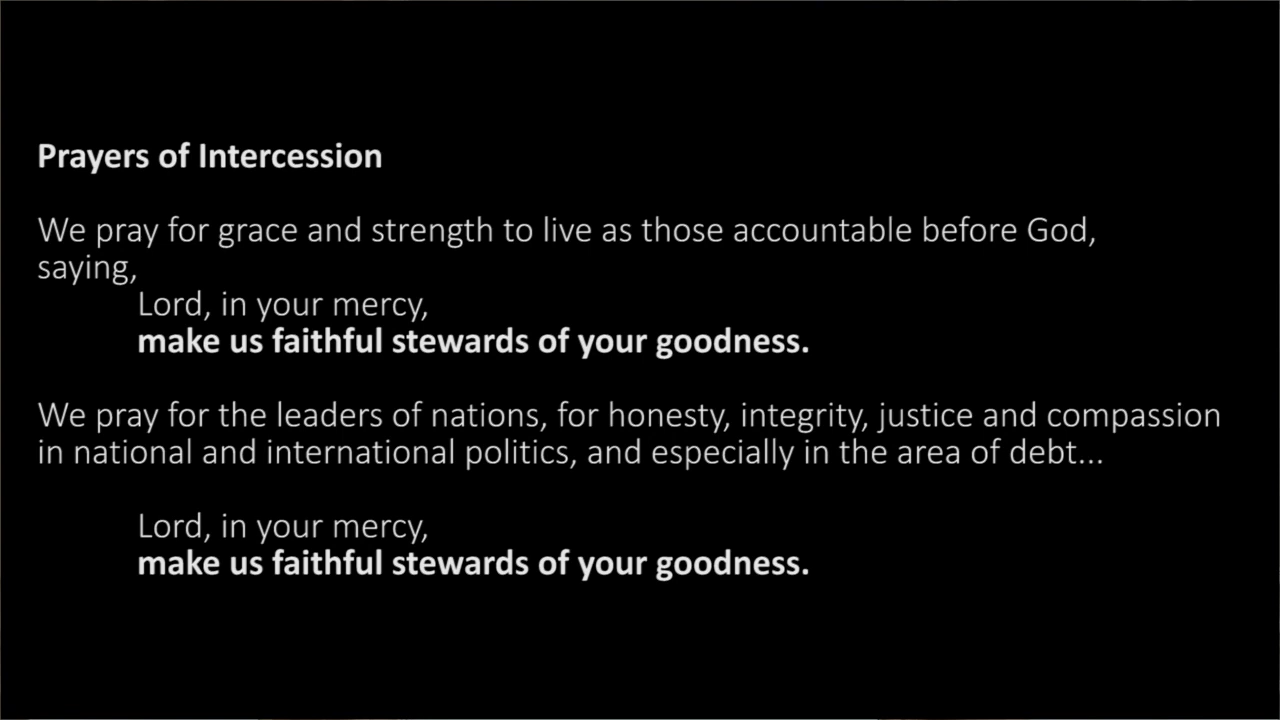 Prayers of Intercession
We pray for grace and strength to live as those accountable before God,
saying,
Lord, in your mercy,
make us faithful stewards of your goodness.
We pray for the leaders of nations, for honesty, integrity, justice and compassion
in national and international politics, and especially in the area of debt...
Lord, in your mercy,
make us faithful stewards of your goodness.